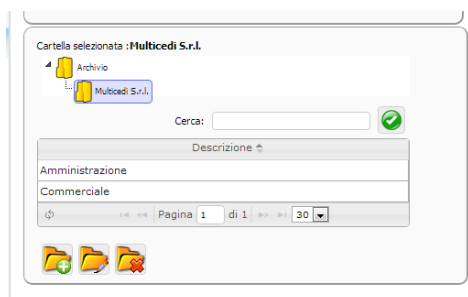 Cartella selezionata :Multicedi S.r.l.
Archivio
Multicedi S.r.l.
Cerca:
Descrizione
Amministrazione
Commerciale
Pagina 1 di 1 30